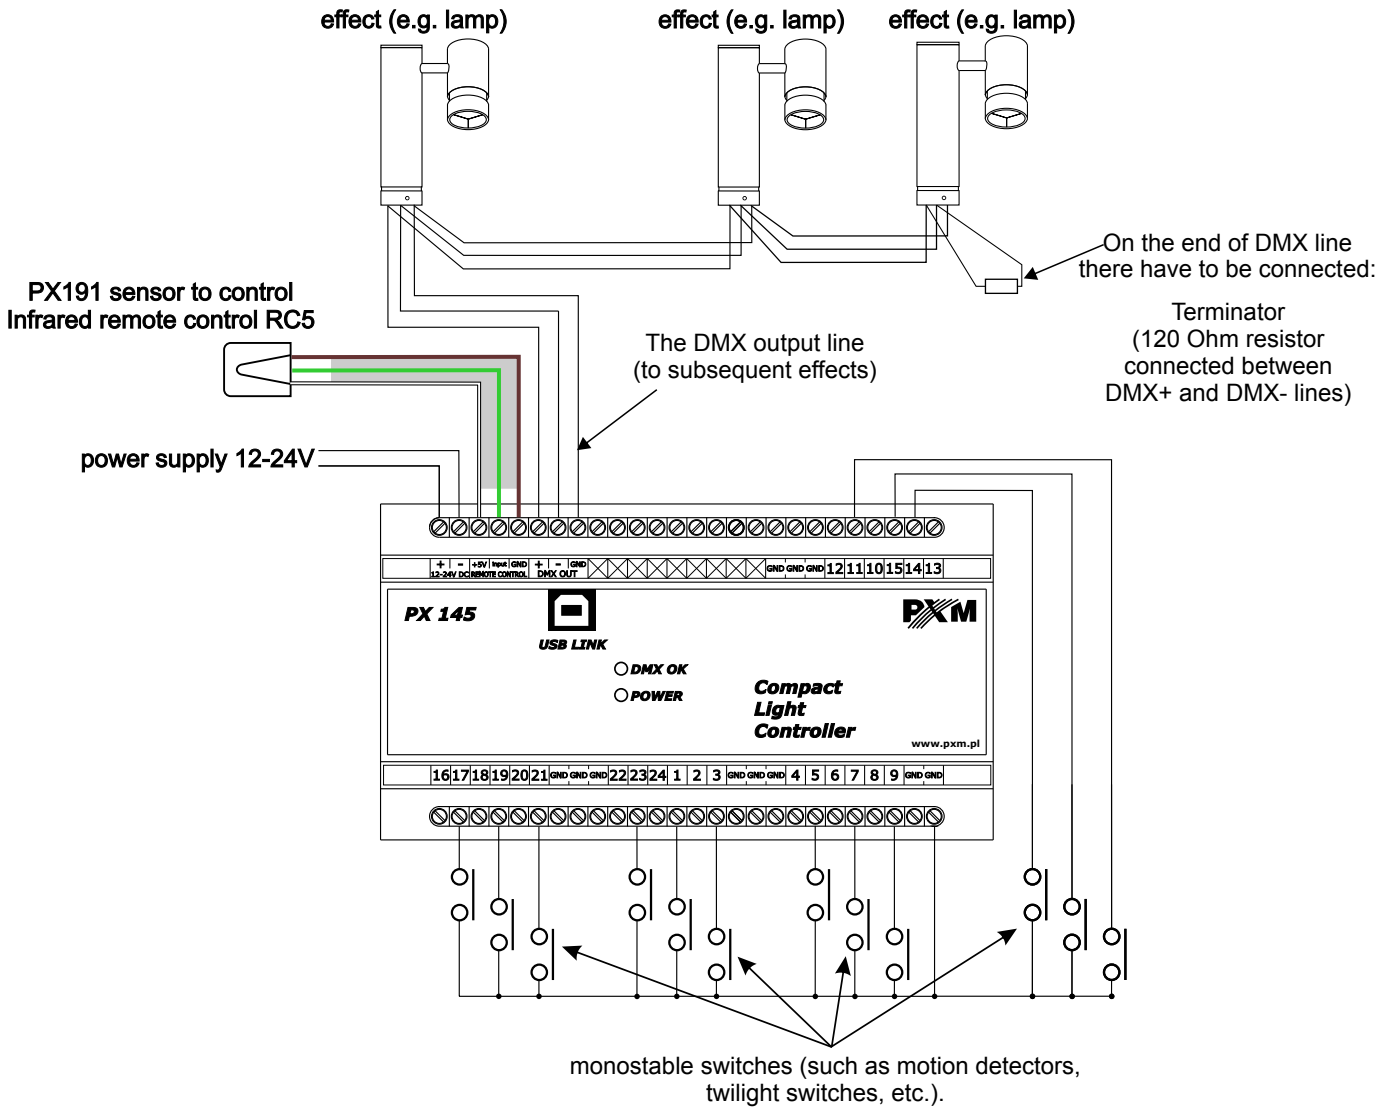 effect (e.g. lamp)
effect (e.g. lamp)
effect (e.g. lamp)
On the end of DMX line
there have to be connected:
Terminator
(120 Ohm resistor
connected between
DMX+ and DMX- lines)
PX191 sensor to control
Infrared remote control RC5
The DMX output line
(to subsequent effects)
power supply 12-24V
+ - +5V Input GND + - GND GND GND GND 12 11 10 15 14 13
12-24V DC REMOTE CONTROL DMX OUT
PX 145
PXM
USB LINK
DMX OK
POWER
Compact
Light
Controller
www.pxm.pl
16 17 18 19 20 21 GND GND GND 22 23 24 1 2 3 GND GND GND 4 5 6 7 8 9 GND GND
monostable switches (such as motion detectors,
twilight switches, etc.).